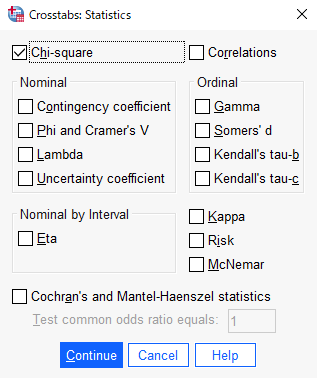 Crosstabs: Statistics
Chi-square
Correlations
Nominal
Contingency coefficient
Phi and Cramer's V
Lambda
Uncertainty coefficient
Ordinal
Gamma
Somers' d
Kendall's tau-b
Kendall's tau-c
Nominal by Interval
Eta
Kappa
Risk
McNemar
Cochran's and Mantel-Haenszel statistics
Test common odds ratio equals: 1
Continue Cancel Help